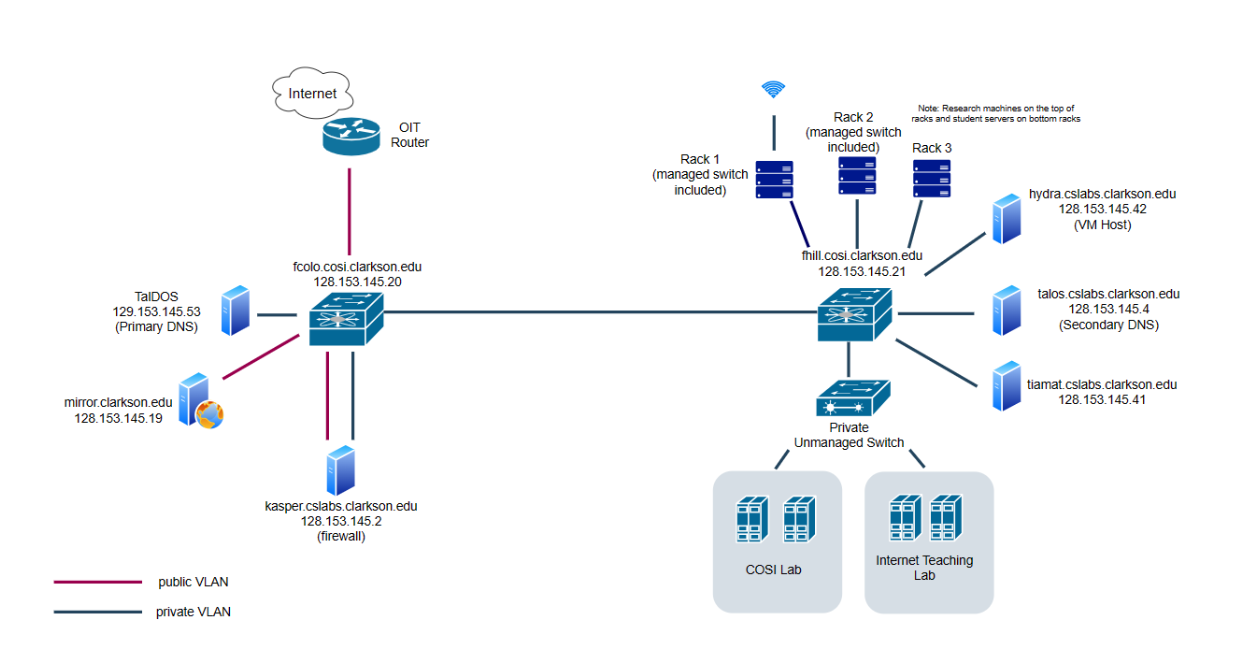 Internet
OIT
Router
Note: Research machines on the top of
racks and student servers on bottom racks
Rack 1
(managed switch
included)
Rack 2
(managed switch
included)
Rack 3
hydra.cslabs.clarkson.edu
128.153.145.42
(VM Host)
fcolo.cosi.clarkson.edu
128.153.145.20
fhill.cosi.clarkson.edu
128.153.145.21
TalDOS
129.153.145.53
(Primary DNS)
talos.cslabs.clarkson.edu
128.153.145.4
(Secondary DNS)
mirror.clarkson.edu
128.153.145.19
tiamat.cslabs.clarkson.edu
128.153.145.41
Private
Unmanaged Switch
kasper.cslabs.clarkson.edu
128.153.145.2
(firewall)
COSI Lab
Internet Teaching
Lab
public VLAN
private VLAN